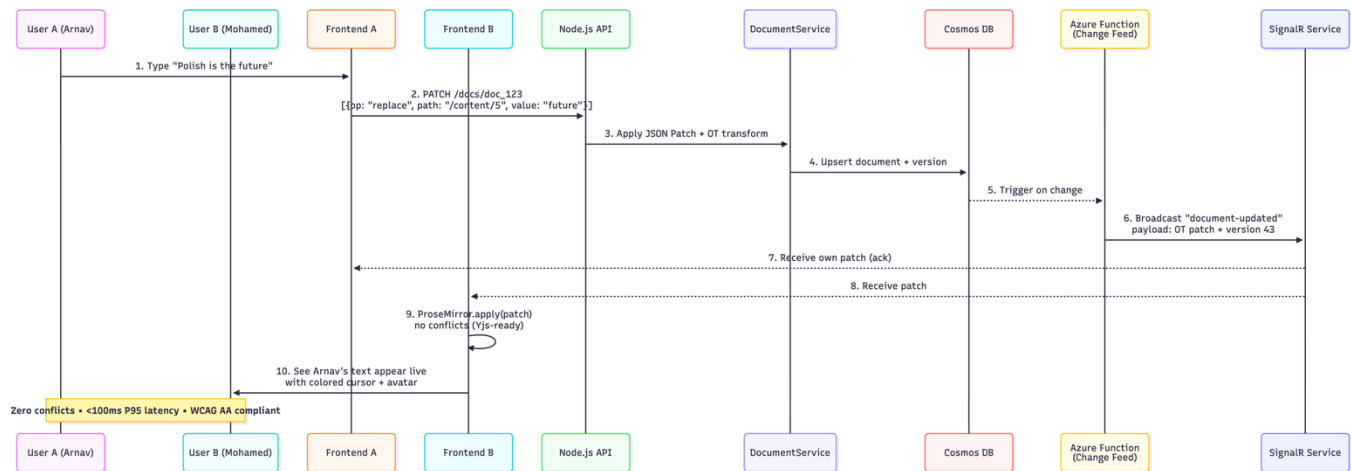 User A (Arnav)
User B (Mohamed)
Frontend A
Frontend B
Node.js API
DocumentService
Cosmos DB
Azure Function
(Change Feed)
SignalR Service
1. Type "Polish is the future"
2. PATCH /docs/doc_123
[{op: "replace", path: "/content/5", value: "future"}]
3. Apply JSON Patch + OT transform
4. Upsert document + version
5. Trigger on change
6. Broadcast "document-updated"
payload: OT patch + version 43
7. Receive own patch (ack)
8. Receive patch
9. ProseMirror.apply(patch)
no conflicts (Yjs-ready)
10. See Arnav's text appear live
with colored cursor + avatar
Zero conflicts • <100ms P95 latency • WCAG AA compliant
User A (Arnav)
User B (Mohamed)
Frontend A
Frontend B
Node.js API
DocumentService
Cosmos DB
Azure Function
(Change Feed)
SignalR Service